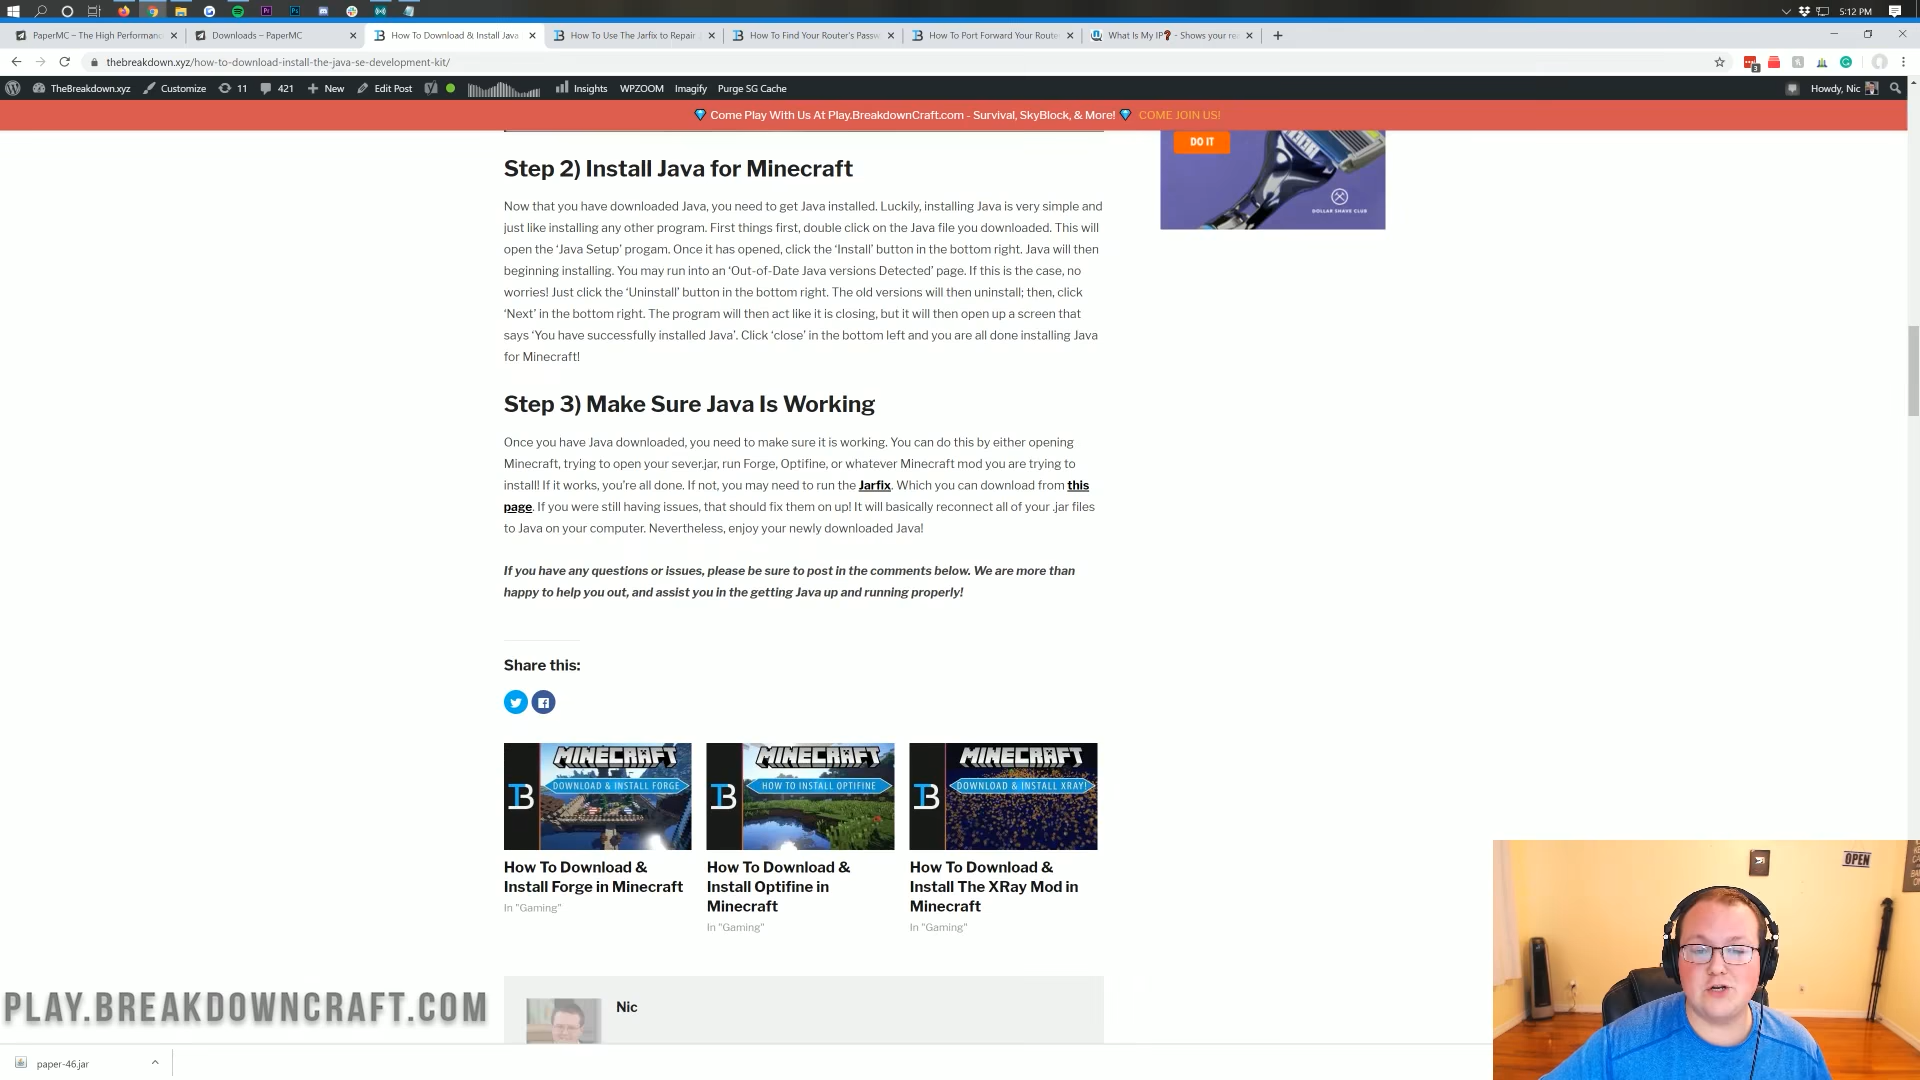 5:12 PM
PaperMC – The High Performanc
Downloads – PaperMC
How To Download & Install Java
How To Use The Jarfix to Repair
How To Find Your Router's Passw
How To Port Forward Your Route
What Is My IP? - Shows your re
thebreakdown.xyz/how-to-download-install-the-java-se-development-kit/
3
TheBreakdown.xyz
Customize
11
421
New
Edit Post
Insights
WPZOOM
Imagify
Purge SG Cache
Howdy, Nic
Come Play With Us At Play.BreakdownCraft.com - Survival, SkyBlock, & More! COME JOIN US!
DO IT
DOLLAR SHAVE CLUB
Step 2) Install Java for Minecraft
Now that you have downloaded Java, you need to get Java installed. Luckily, installing Java is very simple and
just like installing any other program. First things first, double click on the Java file you downloaded. This will
open the ‘Java Setup’ progam. Once it has opened, click the ‘Install’ button in the bottom right. Java will then
beginning installing. You may run into an ‘Out-of-Date Java versions Detected’ page. If this is the case, no
worries! Just click the ‘Uninstall’ button in the bottom right. The old versions will then uninstall; then, click
‘Next’ in the bottom right. The program will then act like it is closing, but it will then open up a screen that
says ‘You have successfully installed Java’. Click ‘close’ in the bottom left and you are all done installing Java
for Minecraft!
Step 3) Make Sure Java Is Working
Once you have Java downloaded, you need to make sure it is working. You can do this by either opening
Minecraft, trying to open your sever.jar, run Forge, Optifine, or whatever Minecraft mod you are trying to
install! If it works, you’re all done. If not, you may need to run the Jarfix. Which you can download from this
page. If you were still having issues, that should fix them on up! It will basically reconnect all of your .jar files
to Java on your computer. Nevertheless, enjoy your newly downloaded Java!
If you have any questions or issues, please be sure to post in the comments below. We are more than
happy to help you out, and assist you in the getting Java up and running properly!
Share this:
MINECRAFT
DOWNLOAD & INSTALL FORGE
MINECRAFT
HOW TO INSTALL OPTIFINE
MINECRAFT
DOWNLOAD & INSTALL XRAY!
How To Download &
Install Forge in Minecraft
In "Gaming"
How To Download &
Install Optifine in
Minecraft
In "Gaming"
How To Download &
Install The XRay Mod in
Minecraft
In "Gaming"
Nic
OPEN
PLAY.BREAKDOWNCRAFT.COM
paper-46.jar